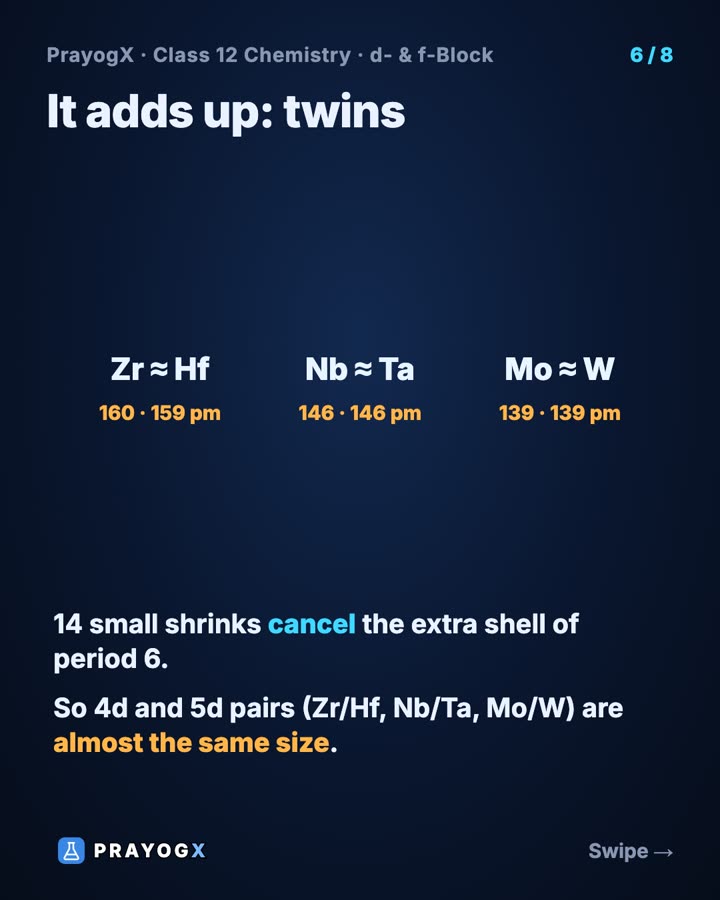 PrayogX · Class 12 Chemistry · d- & f-Block
6 / 8
It adds up: twins
Zr ≈ Hf
Nb ≈ Ta
Mo ≈ W
160 · 159 pm
146 · 146 pm
139 · 139 pm
14 small shrinks cancel the extra shell of
period 6.
So 4d and 5d pairs (Zr/Hf, Nb/Ta, Mo/W) are
almost the same size.
PRAYOGX
Swipe →